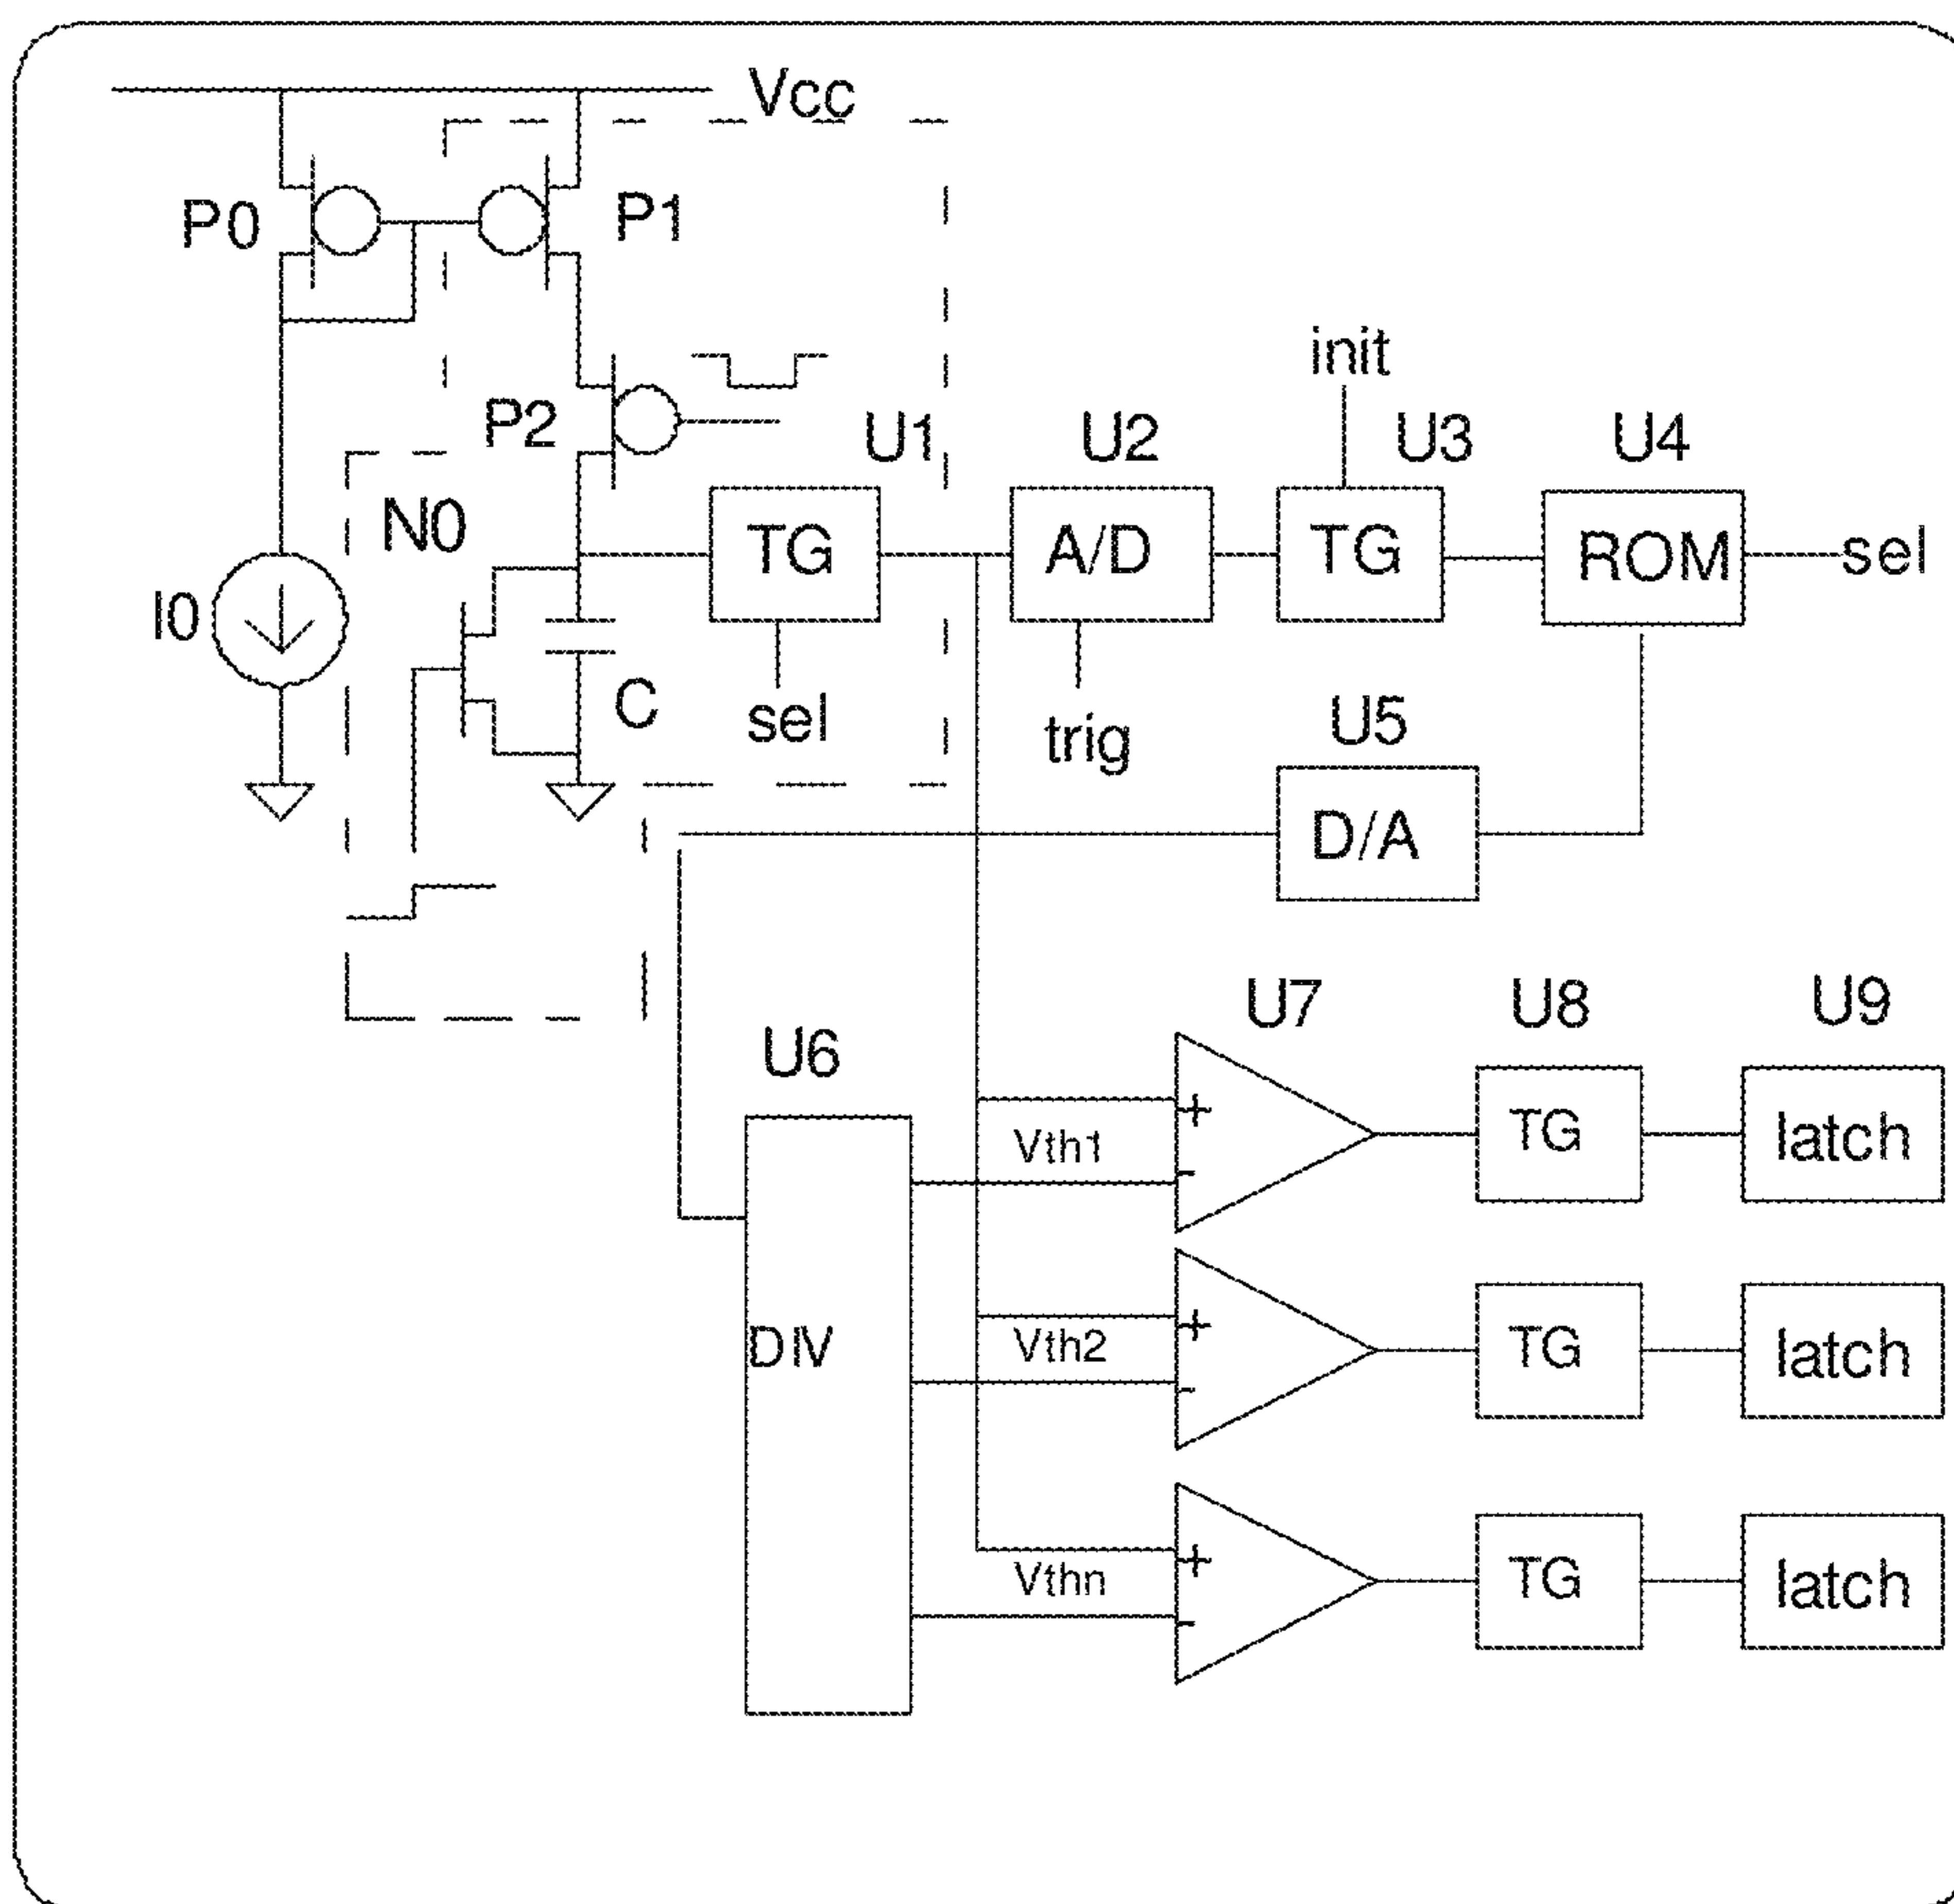 Vcc
P0
P1
init
P2
U1
U2
U3
U4
N0
TG
A/D
TG
ROM
sel
I0
C
sel
trig
U5
D/A
U6
U7
U8
U9
Vth1
+
-
TG
latch
DIV
Vth2
+
-
TG
latch
Vthn
+
-
TG
latch